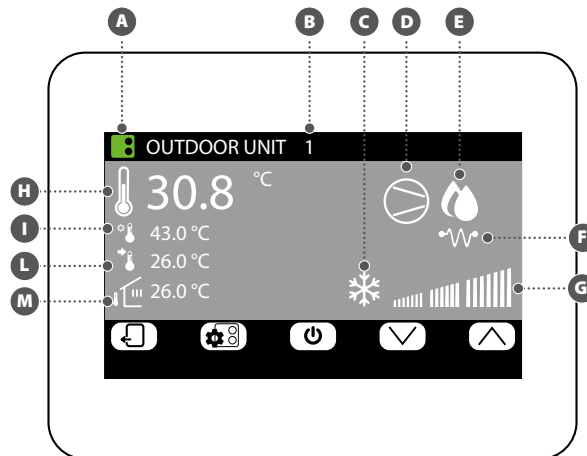 A B C D E
OUTDOOR UNIT 1
H 30.8 °C
I 43.0 °C
F
L 26.0 °C
G
M 26.0 °C